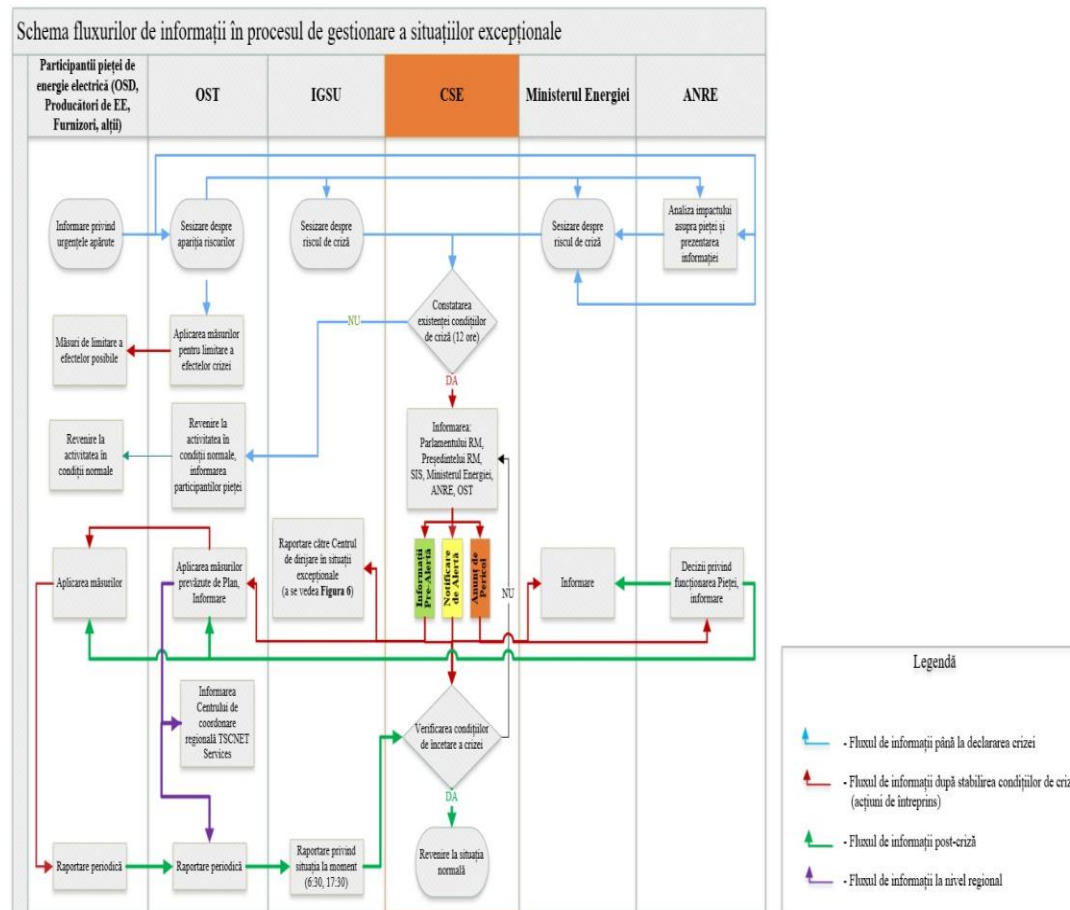 Schema fluxurilor de informații în procesul de gestionare a situațiilor excepționale
Participantii pieței de
energie electrică (OSD,
Producători de EE,
Furnizori, alții)
OST
IGSU
CSE
Ministerul Energiei
ANRE
Informare privind
urgențele apărute
Sesizare despre
apariția riscurilor
Sesizare despre
riscul de criză
Sesizare despre
riscul de criză
Analiza impactului
asupra pieței și
prezentarea
informației
Constatarea
existenței condițiilor
de criză (12 ore)
NU
DA
Măsuri de limitare a
efectelor posibile
Aplicarea măsurilor
pentru limitare a
efectelor crizei
Revenire la
activitatea în
condiții normale
Revenire la
activitatea în
condiții normale,
informarea
participantilor pieței
Informarea:
Parlamentului RM,
Președintelui RM,
SIS, Ministerul Energiei,
ANRE, OST
Aplicarea măsurilor
Aplicarea măsurilor
prevăzute de Plan,
Informare
Raportare către Centrul
de dirijare în situații
excepționale
(a se vedea Figura 6)
Informații
Pre-Alertă
Notificare
de Alertă
Anunț de
Pericol
NU
Informare
Decizii privind
funcționarea Pieței,
informare
Informarea
Centrului de
coordonare
regională TSCNET
Services
Verificarea condițiilor
de încetare a crizei
DA
Raportare periodică
Raportare periodică
Raportare privind
situația la moment
(6:30, 17:30)
Revenire la situația
normală
Legendă
- Fluxul de informații până la declararea crizei
- Fluxul de informații după stabilirea condițiilor de criz
(acțiuni de întreprins)
- Fluxul de informații post-criză
- Fluxul de informații la nivel regional